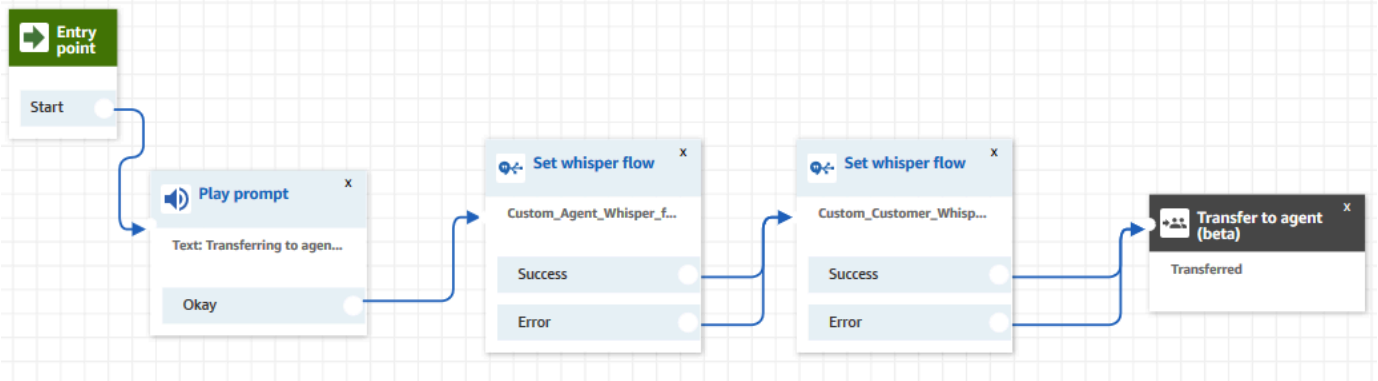 Entry
point
Start
x
Play prompt
Text: Transferring to agen...
Okay
x
Set whisper flow
Custom_Agent_Whisper_f...
Success
Error
x
Set whisper flow
Custom_Customer_Whisp...
Success
Error
x
Transfer to agent
(beta)
Transferred